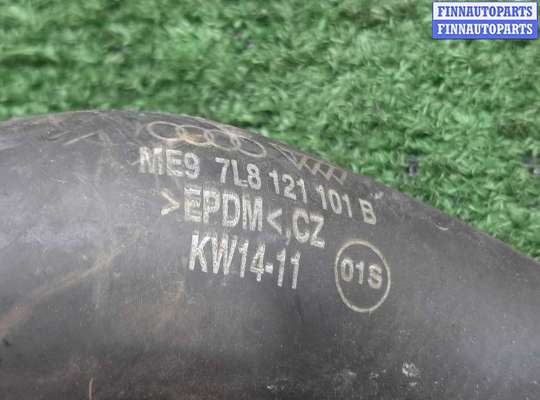 FINNAUTOPARTS
FINNAUTOPARTS
ME9 7L8 121 101 B
>EPDM<,CZ
KW14-11
01S